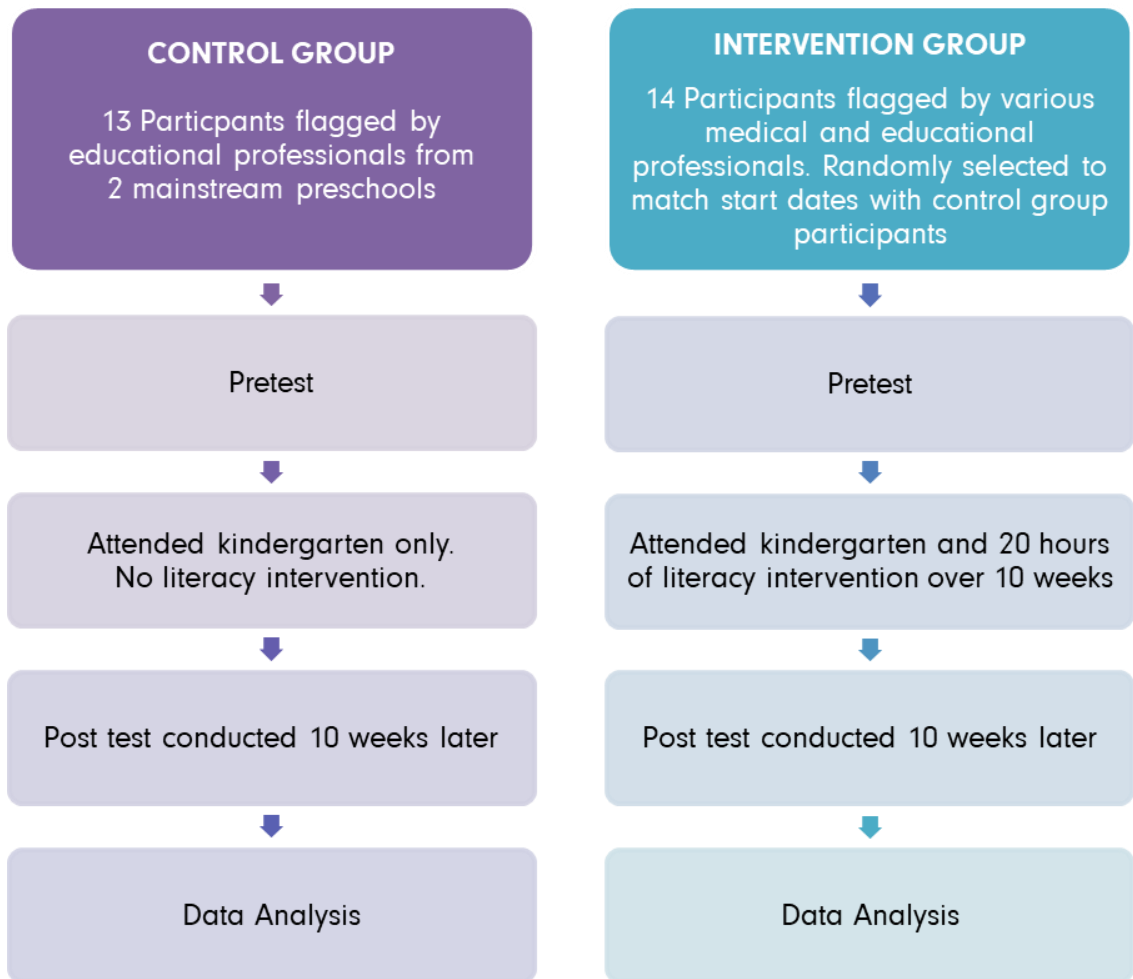 CONTROL GROUP
13 Particpants flagged by
educational professionals from
2 mainstream preschools
Pretest
Attended kindergarten only.
No literacy intervention.
Post test conducted 10 weeks later
Data Analysis
INTERVENTION GROUP
14 Participants flagged by various
medical and educational
professionals. Randomly selected to
match start dates with control group
participants
Pretest
Attended kindergarten and 20 hours
of literacy intervention over 10 weeks
Post test conducted 10 weeks later
Data Analysis